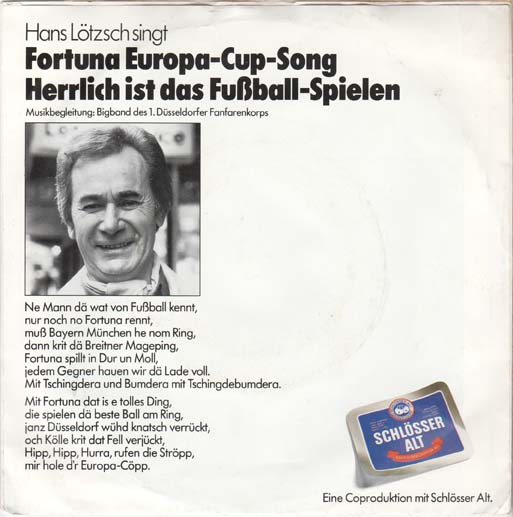 Hans Lötzsch singt
Fortuna Europa-Cup-Song
Herrlich ist das Fußball-Spielen
Musikbegleitung: Bigband des 1. Düsseldorfer Fanfarenkorps
Ne Mann dä wat von Fußball kennt,
nur noch no Fortuna rennt,
muß Bayern München he nom Ring,
dann krit dä Breitner Mageping,
Fortuna spillt in Dur un Moll,
jedem Gegner hauen wir dä Lade voll.
Mit Tschingdera und Bumdera mit Tschingdebumdera.
Mit Fortuna dat is e tolles Ding,
die spielen dä beste Ball am Ring,
janz Düsseldorf wühd knatsch verrückt,
och Kölle krit dat Fell verjückt,
Hipp, Hipp, Hurra, rufen die Ströpp,
mir hole d'r Europa-Cöpp.
SCHLÖSSER
ALT
Eine Coproduktion mit Schlösser Alt.